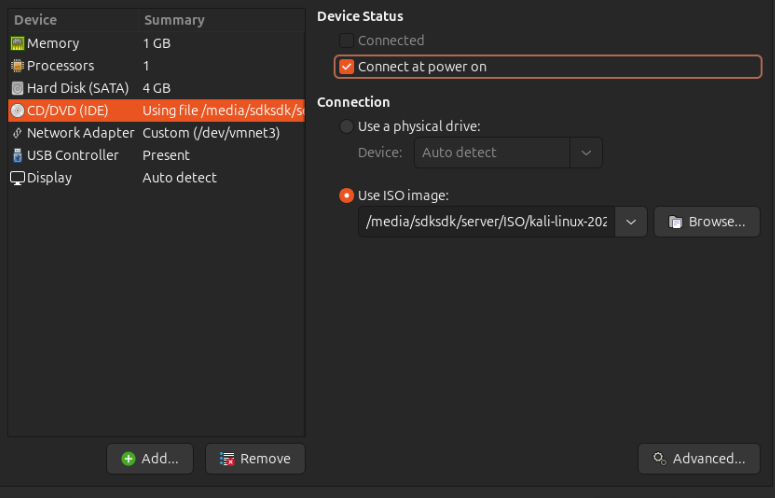 Device Summary
Memory 1 GB
Processors 1
Hard Disk (SATA) 4 GB
CD/DVD (IDE) Using file /media/sdksdk/se
Network Adapter Custom (/dev/vmnet3)
USB Controller Present
Display Auto detect
Add...
Remove
Device Status
Connected
Connect at power on
Connection
Use a physical drive:
Device: Auto detect
Use ISO image:
/media/sdksdk/server/ISO/kali-linux-202
Browse...
Advanced...